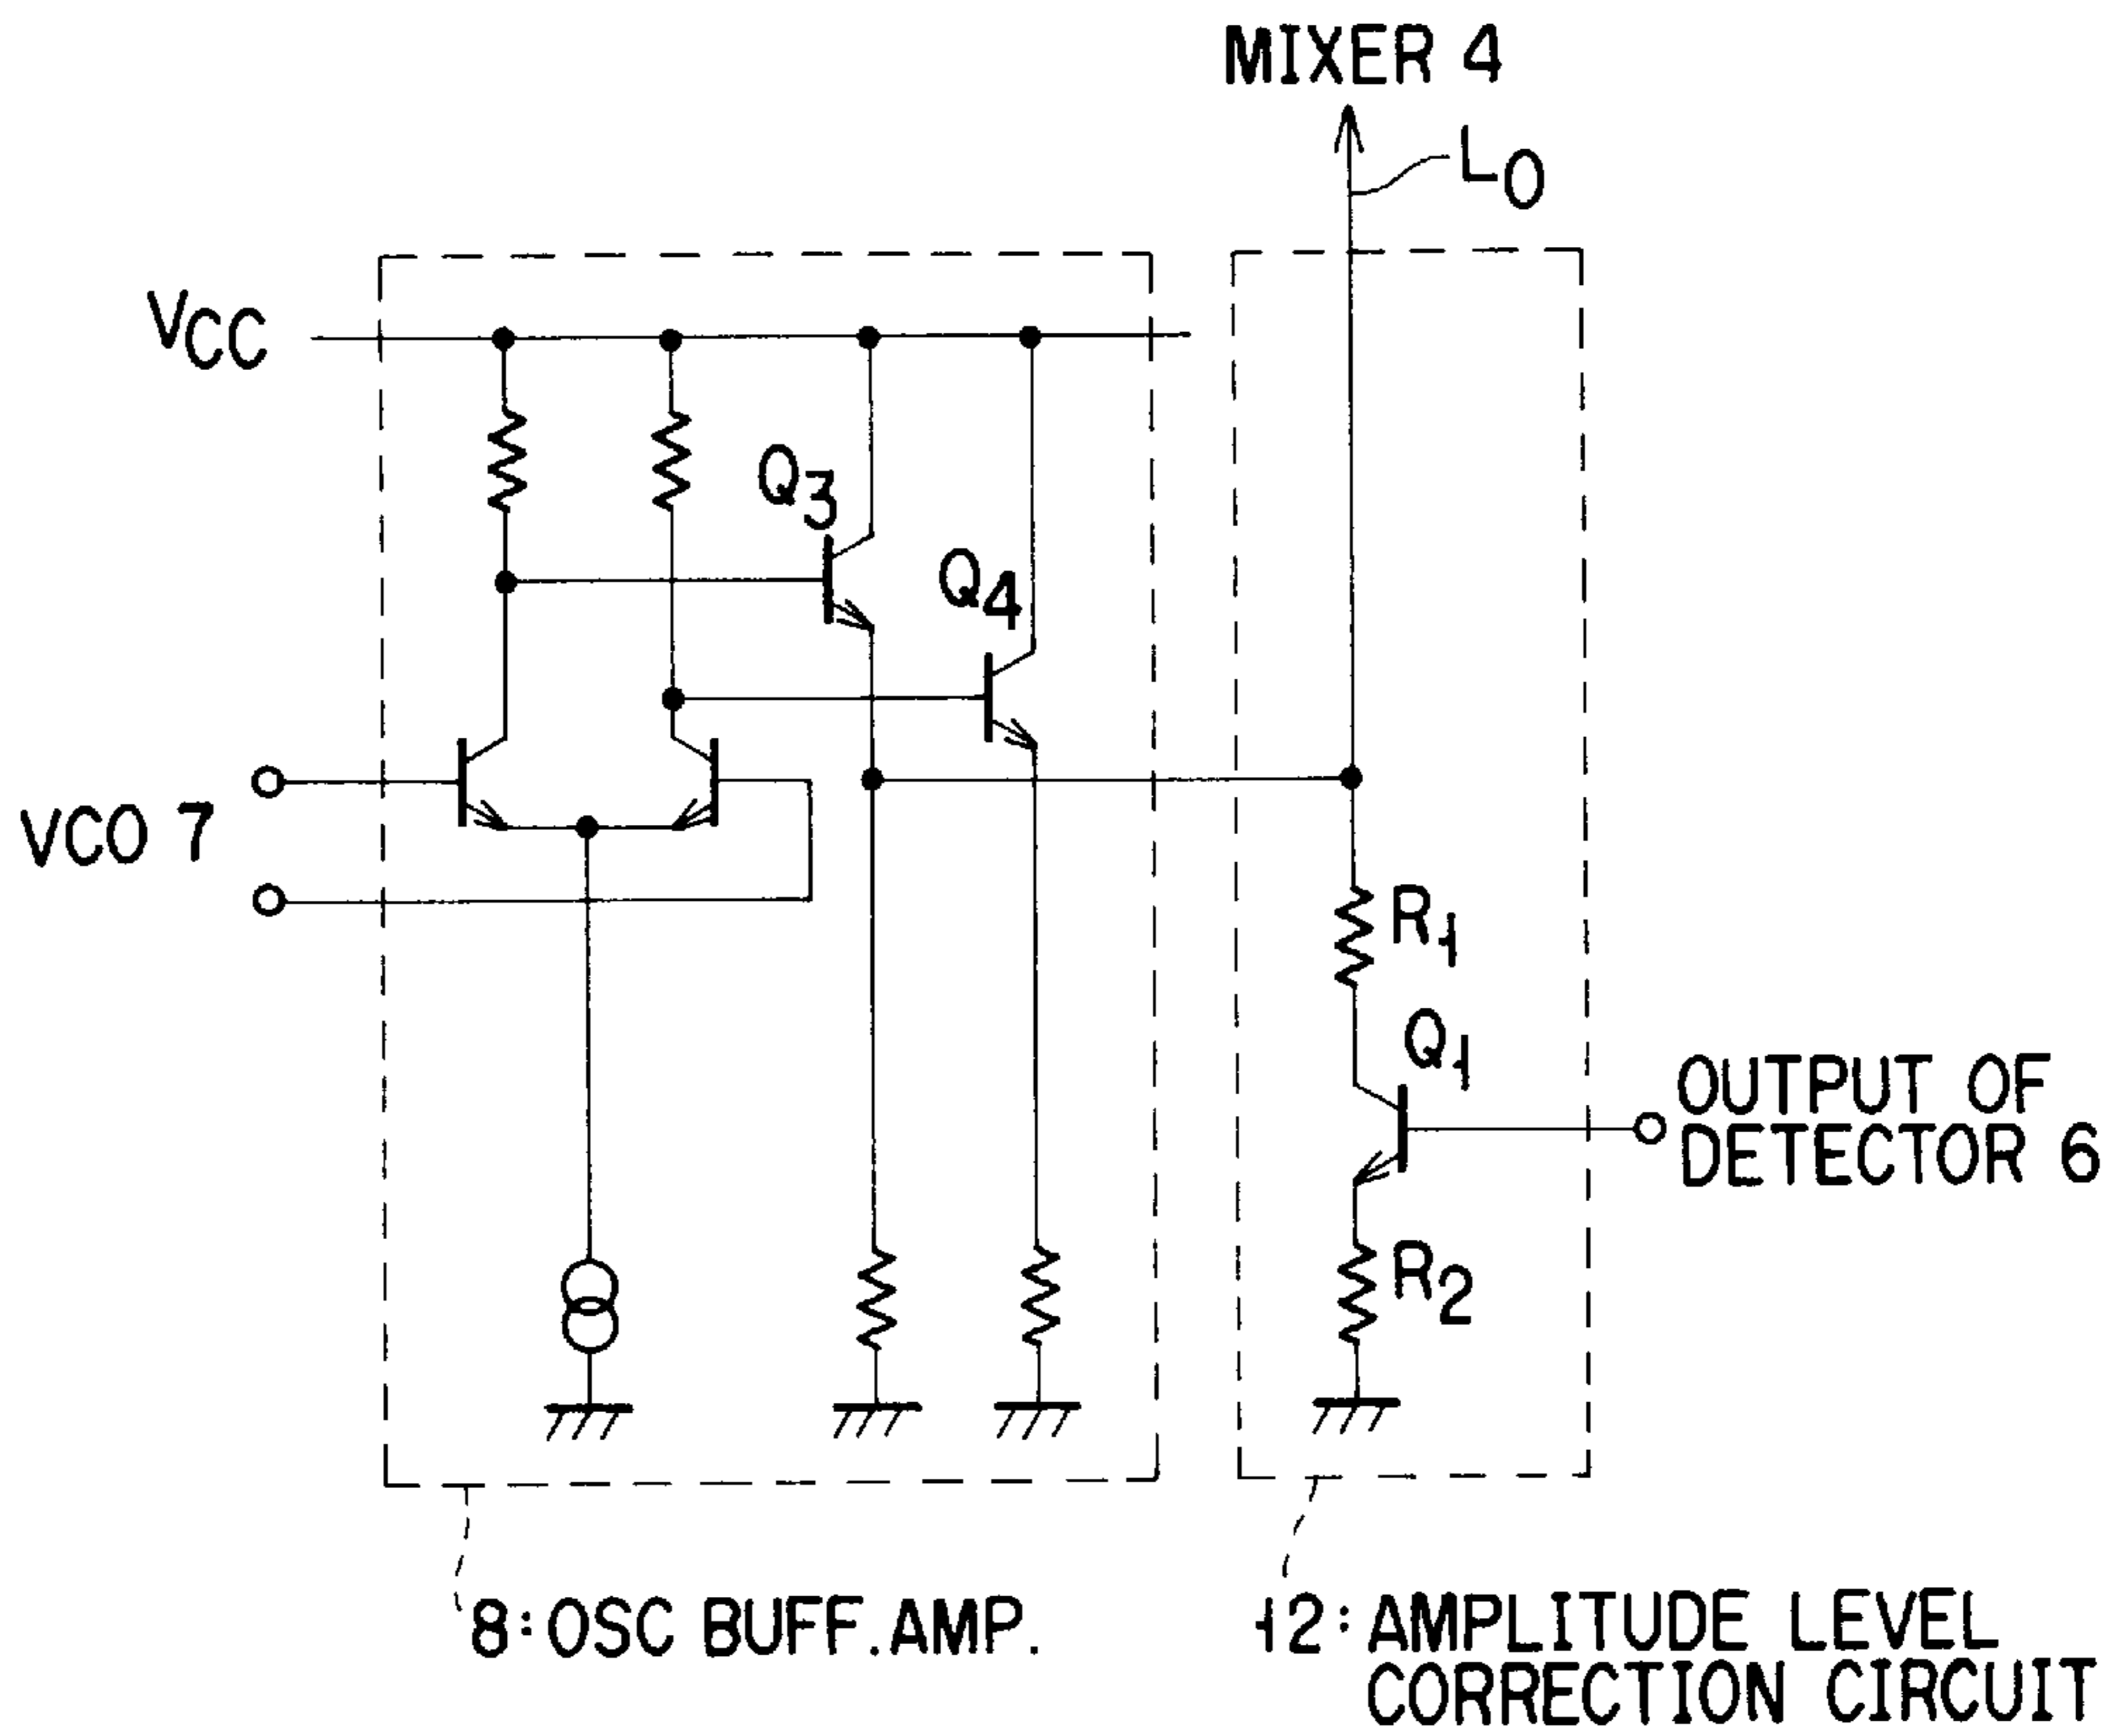 MIXER 4
LO
VCC
Q3
Q4
VCO 7
R1
Q1
OUTPUT OF
DETECTOR 6
R2
8: OSC BUFF. AMP.
12: AMPLITUDE LEVEL
CORRECTION CIRCUIT